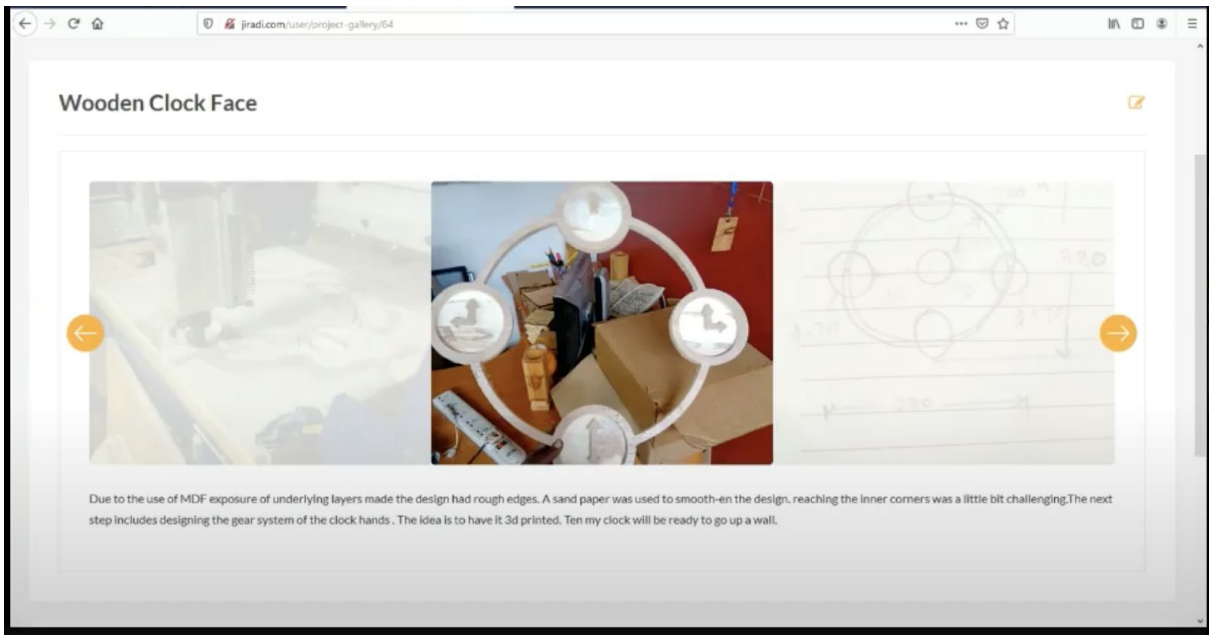 jiradi.com/user/project-gallery/64
Wooden Clock Face
Due to the use of MDF exposure of underlying layers made the design had rough edges. A sand paper was used to smooth-en the design, reaching the inner corners was a little bit challenging.The next
step includes designing the gear system of the clock hands . The idea is to have it 3d printed. Ten my clock will be ready to go up a wall.